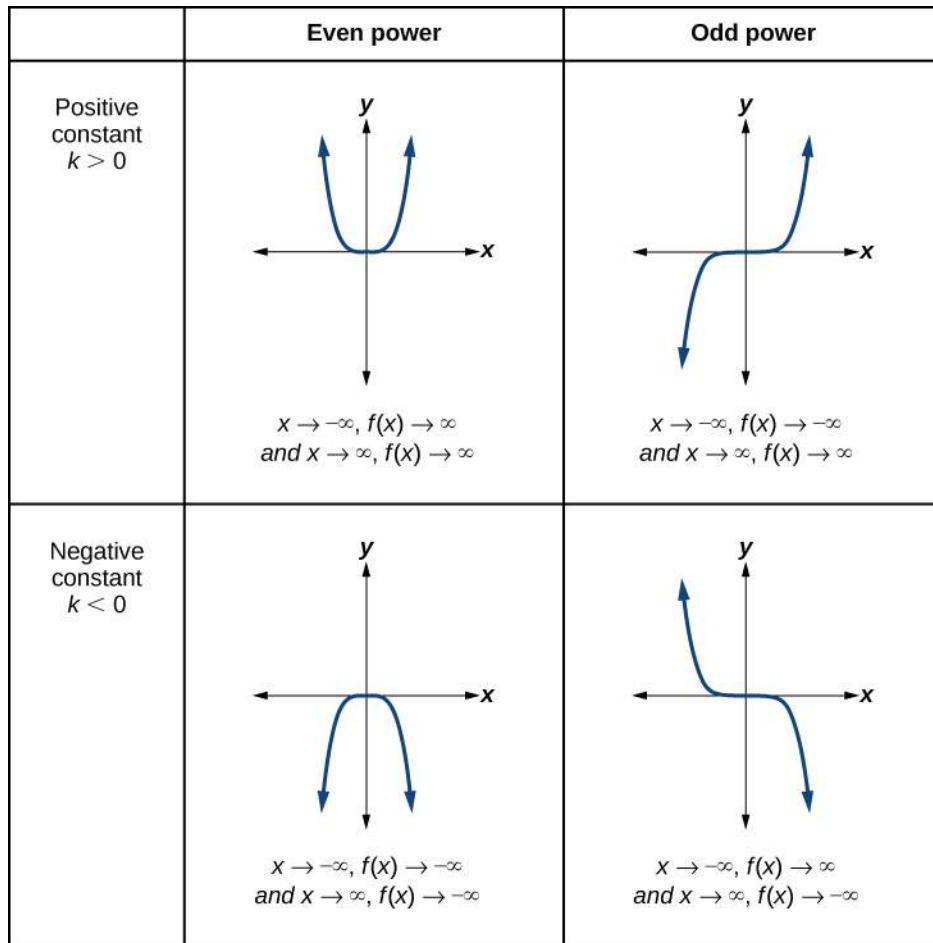 Even power
Odd power
Positive
constant
k > 0
y
x
x → −∞, f(x) → ∞
and x → ∞, f(x) → ∞
y
x
x → −∞, f(x) → −∞
and x → ∞, f(x) → ∞
Negative
constant
k < 0
y
x
x → −∞, f(x) → −∞
and x → ∞, f(x) → −∞
y
x
x → −∞, f(x) → ∞
and x → ∞, f(x) → −∞